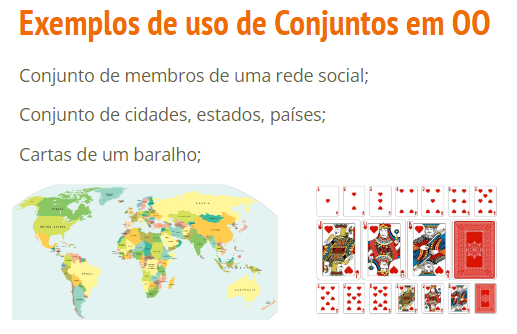 Exemplos de uso de Conjuntos em OO
Conjunto de membros de uma rede social;
Conjunto de cidades, estados, países;
Cartas de um baralho;